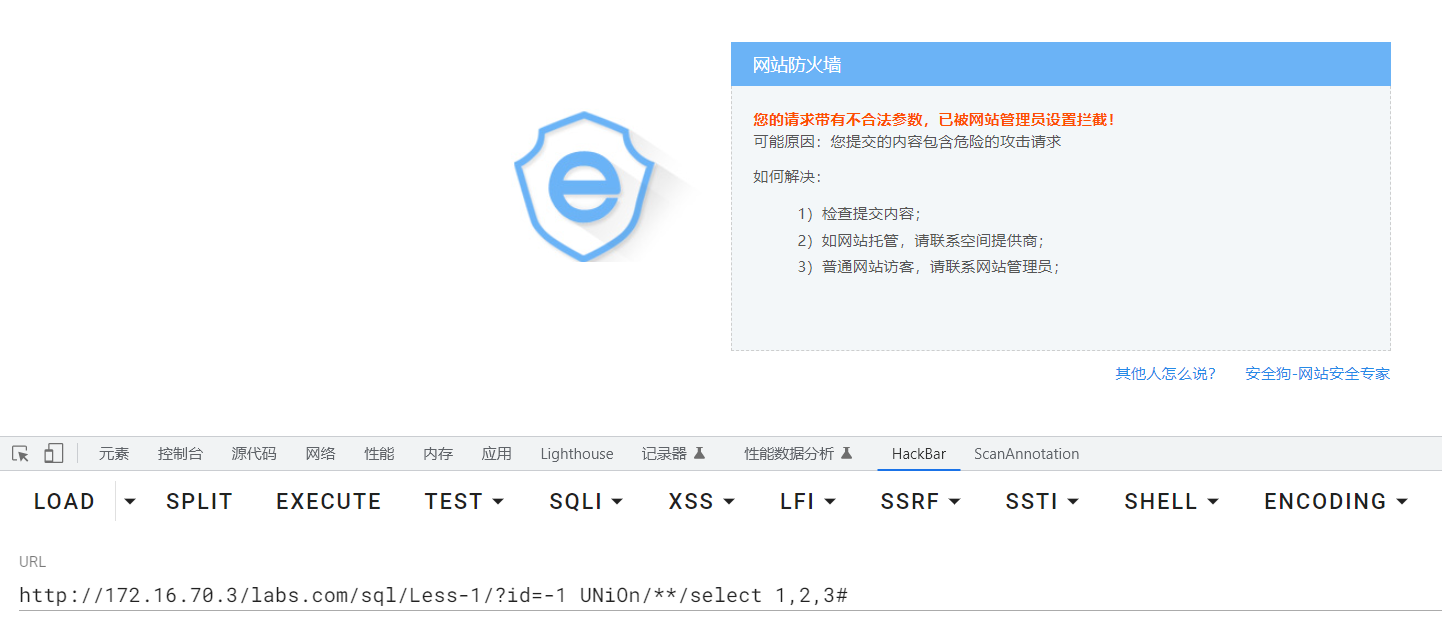 网站防火墙
您的请求带有不合法参数，已被网站管理员设置拦截！
可能原因：您提交的内容包含危险的攻击请求
如何解决：
1）检查提交内容；
2）如网站托管，请联系空间提供商；
3）普通网站访客，请联系网站管理员；
其他人怎么说？ 安全狗-网站安全专家
元素 控制台 源代码 网络 性能 内存 应用 Lighthouse 记录器 性能数据分析 HackBar ScanAnnotation
LOAD SPLIT EXECUTE TEST SQLI XSS LFI SSRF SSTI SHELL ENCODING
URL
http://172.16.70.3/labs.com/sql/Less-1/?id=-1 UNiOn/**/select 1,2,3#